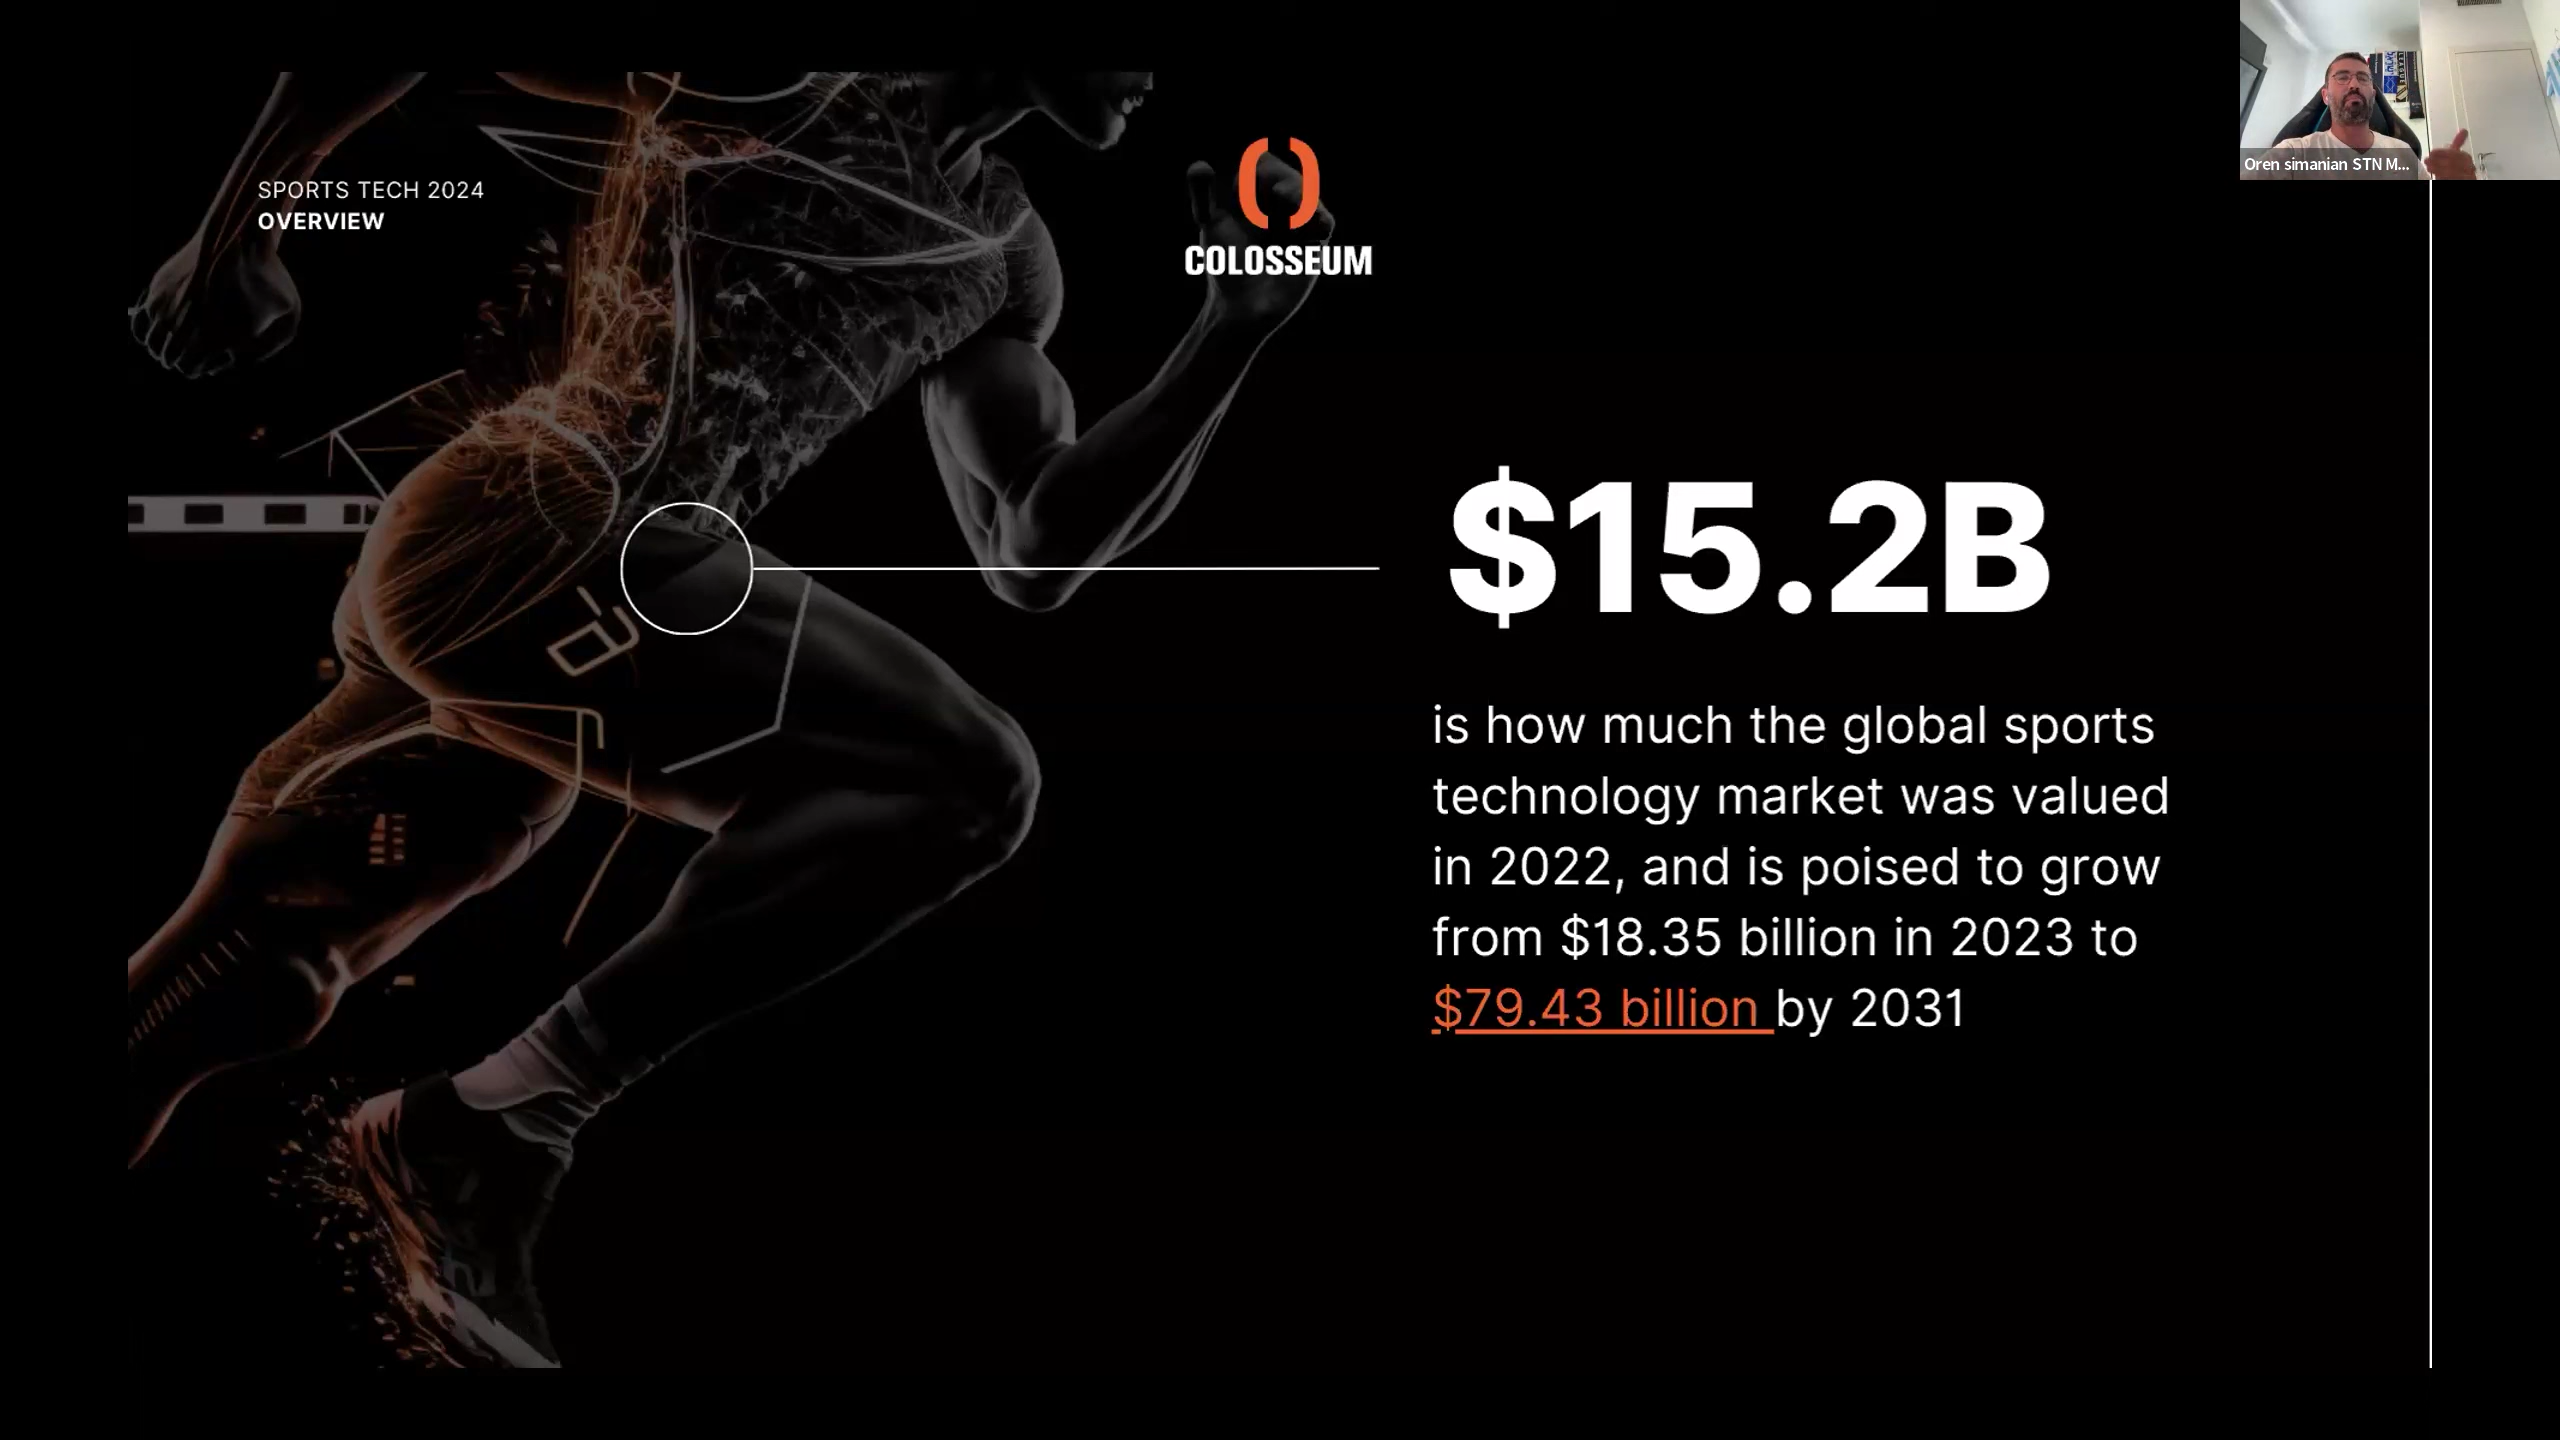 Oren simanian STN M...
SPORTS TECH 2024
OVERVIEW
COLOSSEUM
$15.2B
is how much the global sports
technology market was valued
in 2022, and is poised to grow
from $18.35 billion in 2023 to
$79.43 billion by 2031